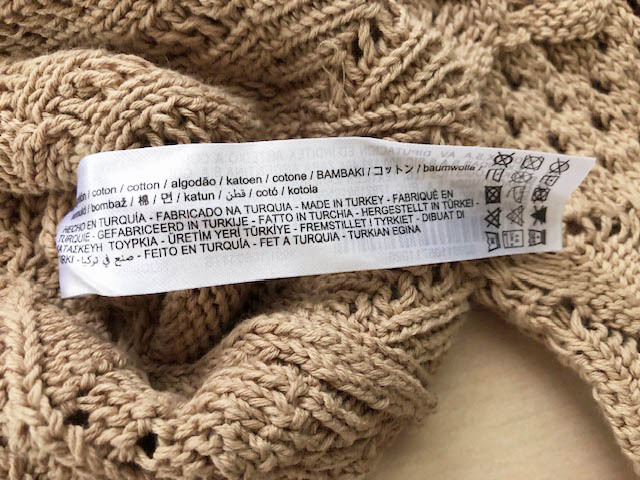 / coton / cotton / algodão / katoen / cotone / BAMBAKI / コットン / baumwolle /
/ bombaž / 棉 / 면 / katun / قطن / cotó / kotoia
HECHO EN TURQUÍA - FABRICADO NA TURQUIA - MADE IN TURKEY - FABRIQUÉ EN
TURQUIE - GEFABRICEERD IN TURKIJE - FATTO IN TURCHIA - HERGESTELLT IN TÜRKEI -
ΚΑΤΑΣΚΕΥΗ ΤΟΥΡΚΙΑ - ÜRETİM YERİ TÜRKİYE - FREMSTILLET I TYRKIET - DIBUAT DI
TURKI - صنع في تركيا - FEITO EN TURQUÍA - FET A TURQUIA - TURKIAN EGINA